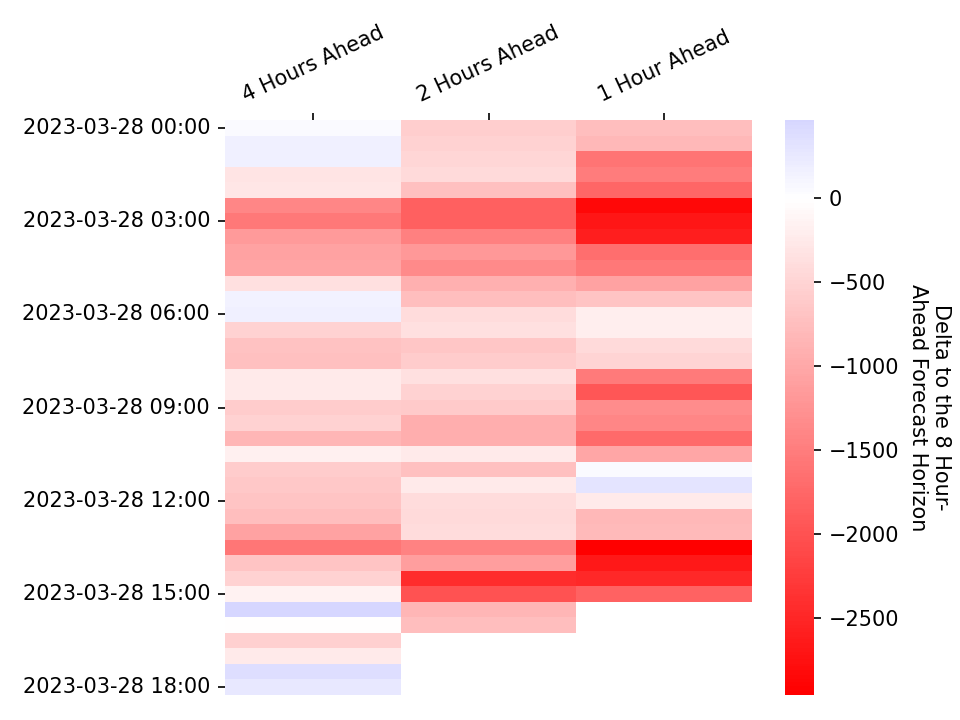 4 Hours Ahead
2 Hours Ahead
1 Hour Ahead
2023-03-28 00:00
2023-03-28 03:00
2023-03-28 06:00
2023-03-28 09:00
2023-03-28 12:00
2023-03-28 15:00
2023-03-28 18:00
0
−500
−1000
−1500
−2000
−2500
Delta to the 8 Hour-
Ahead Forecast Horizon